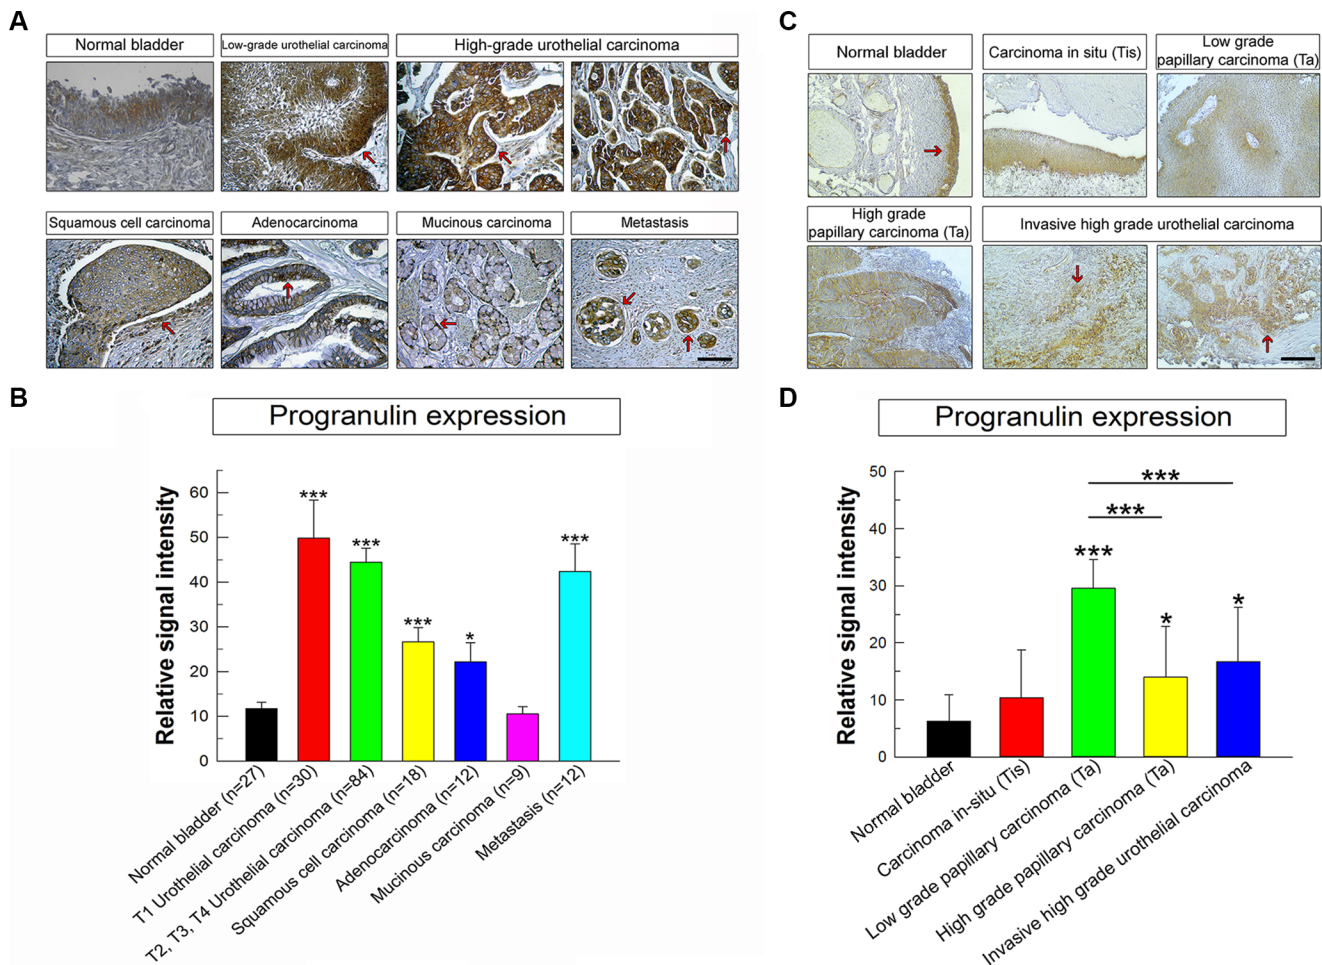 A
Normal bladder
Low-grade urothelial carcinoma
High-grade urothelial carcinoma
Squamous cell carcinoma
Adenocarcinoma
Mucinous carcinoma
Metastasis
C
Normal bladder
Carcinoma in situ (Tis)
Low grade
papillary carcinoma (Ta)
High grade
papillary carcinoma (Ta)
Invasive high grade urothelial carcinoma
B
Progranulin expression
Relative signal intensity
60
50
40
30
20
10
0
***
***
***
*
***
Normal bladder (n=27)
T1 Urothelial carcinoma (n=30)
T2, T3, T4 Urothelial carcinoma (n=84)
Squamous cell carcinoma (n=18)
Adenocarcinoma (n=12)
Mucinous carcinoma (n=9)
Metastasis (n=12)
D
Progranulin expression
Relative signal intensity
50
40
30
20
10
0
***
***
***
*
*
Normal bladder
Carcinoma in-situ (Tis)
Low grade papillary carcinoma (Ta)
High grade papillary carcinoma (Ta)
Invasive high grade urothelial carcinoma